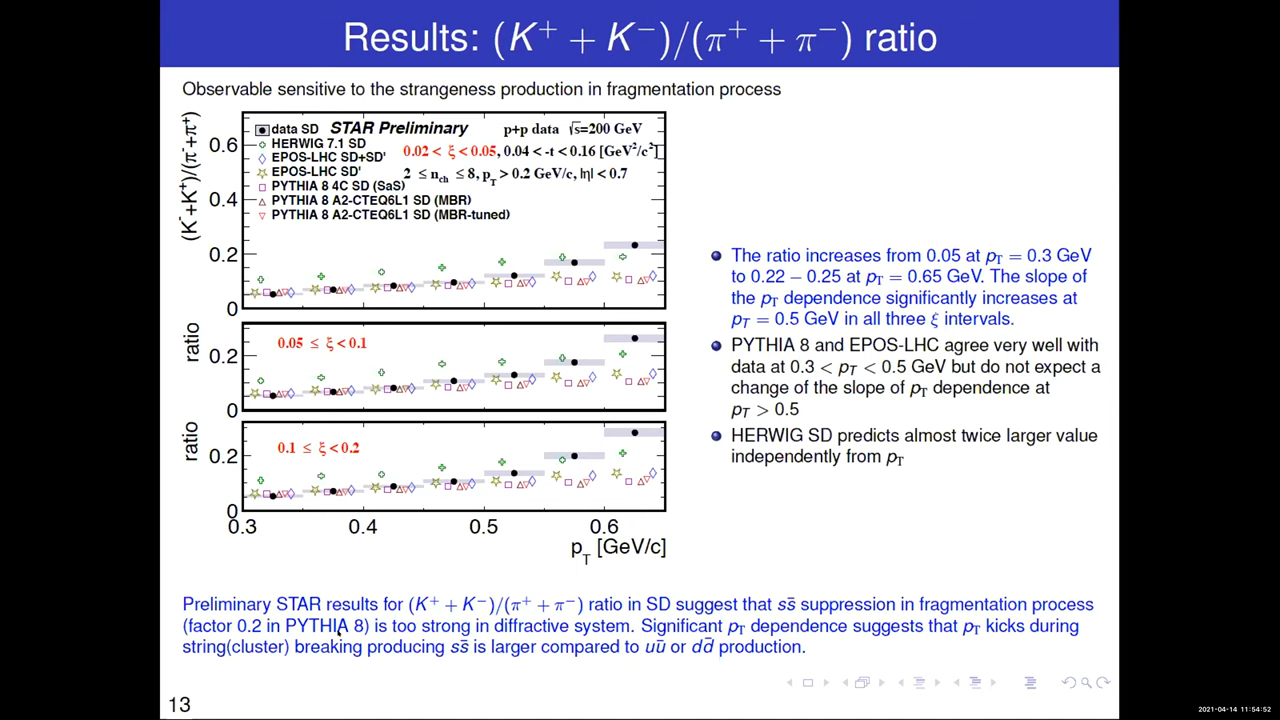 Results: (K⁺ + K⁻)/(π⁺ + π⁻) ratio
Observable sensitive to the strangeness production in fragmentation process
(K⁻+K⁺)/(π⁻+π⁺)
0.6
0.4
0.2
0
data SD STAR Preliminary p+p data √s=200 GeV
HERWIG 7.1 SD
0.02 < ξ < 0.05, 0.04 < -t < 0.16 [GeV²/c²]
EPOS-LHC SD+SD'
EPOS-LHC SD'
2 ≤ n_ch ≤ 8, p_T > 0.2 GeV/c, |η| < 0.7
PYTHIA 8 4C SD (SaS)
PYTHIA 8 A2-CTEQ6L1 SD (MBR)
PYTHIA 8 A2-CTEQ6L1 SD (MBR-tuned)
ratio
0.2
0
0.05 ≤ ξ < 0.1
ratio
0.2
0
0.1 ≤ ξ < 0.2
0.3 0.4 0.5 0.6
p_T [GeV/c]
The ratio increases from 0.05 at p_T = 0.3 GeV
to 0.22 − 0.25 at p_T = 0.65 GeV. The slope of
the p_T dependence significantly increases at
p_T = 0.5 GeV in all three ξ intervals.
PYTHIA 8 and EPOS-LHC agree very well with
data at 0.3 < p_T < 0.5 GeV but do not expect a
change of the slope of p_T dependence at
p_T > 0.5
HERWIG SD predicts almost twice larger value
independently from p_T
Preliminary STAR results for (K⁺ + K⁻)/(π⁺ + π⁻) ratio in SD suggest that ss̄ suppression in fragmentation process
(factor 0.2 in PYTHIA 8) is too strong in diffractive system. Significant p_T dependence suggests that p_T kicks during
string(cluster) breaking producing ss̄ is larger compared to uū or dd̄ production.
13
2021-04-14 11:54:52